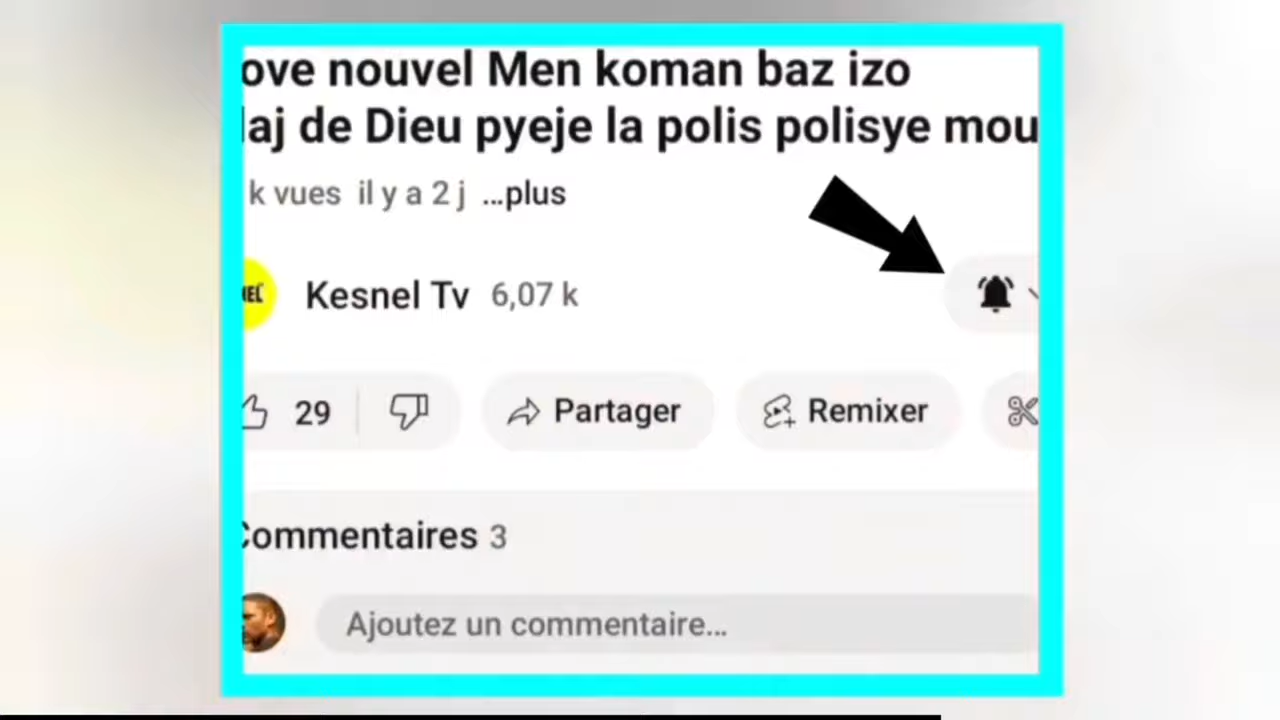 ove nouvel Men koman baz izo
laj de Dieu pyeje la polis polisye mou
k vues il y a 2 j ...plus
Kesnel Tv 6,07 k
29 Partager Remixer
Commentaires 3
Ajoutez un commentaire...